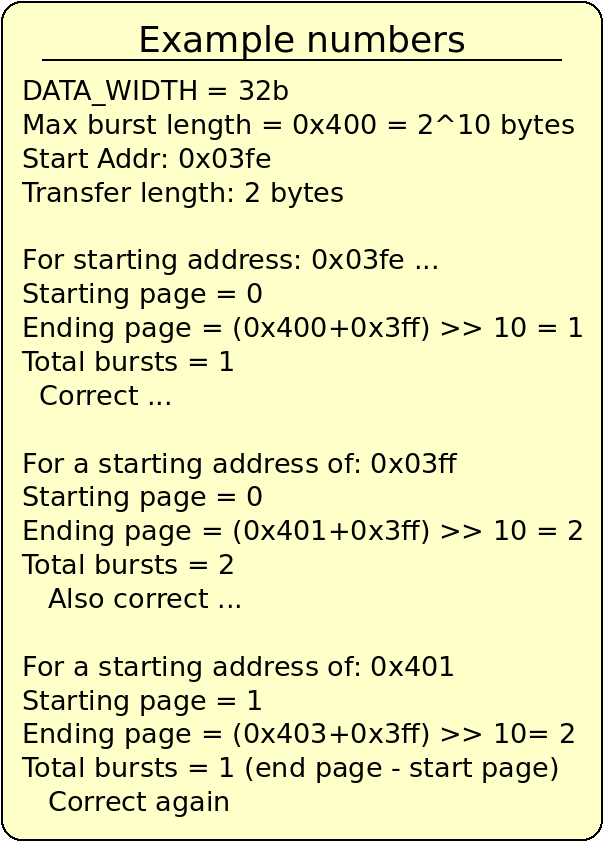 Example numbers
DATA_WIDTH = 32b
Max burst length = 0x400 = 2^10 bytes
Start Addr: 0x03fe
Transfer length: 2 bytes
For starting address: 0x03fe ...
Starting page = 0
Ending page = (0x400+0x3ff) >> 10 = 1
Total bursts = 1
Correct ...
For a starting address of: 0x03ff
Starting page = 0
Ending page = (0x401+0x3ff) >> 10 = 2
Total bursts = 2
Also correct ...
For a starting address of: 0x401
Starting page = 1
Ending page = (0x403+0x3ff) >> 10= 2
Total bursts = 1 (end page - start page)
Correct again